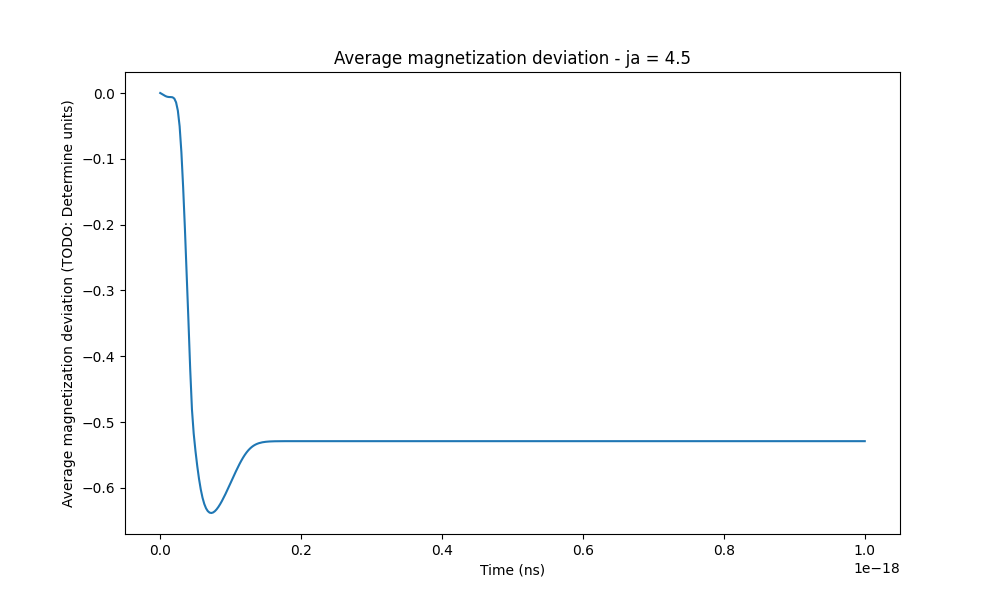 Average magnetization deviation - ja = 4.5
Average magnetization deviation (TODO: Determine units)
0.0
−0.1
−0.2
−0.3
−0.4
−0.5
−0.6
0.0 0.2 0.4 0.6 0.8 1.0
1e−18
Time (ns)